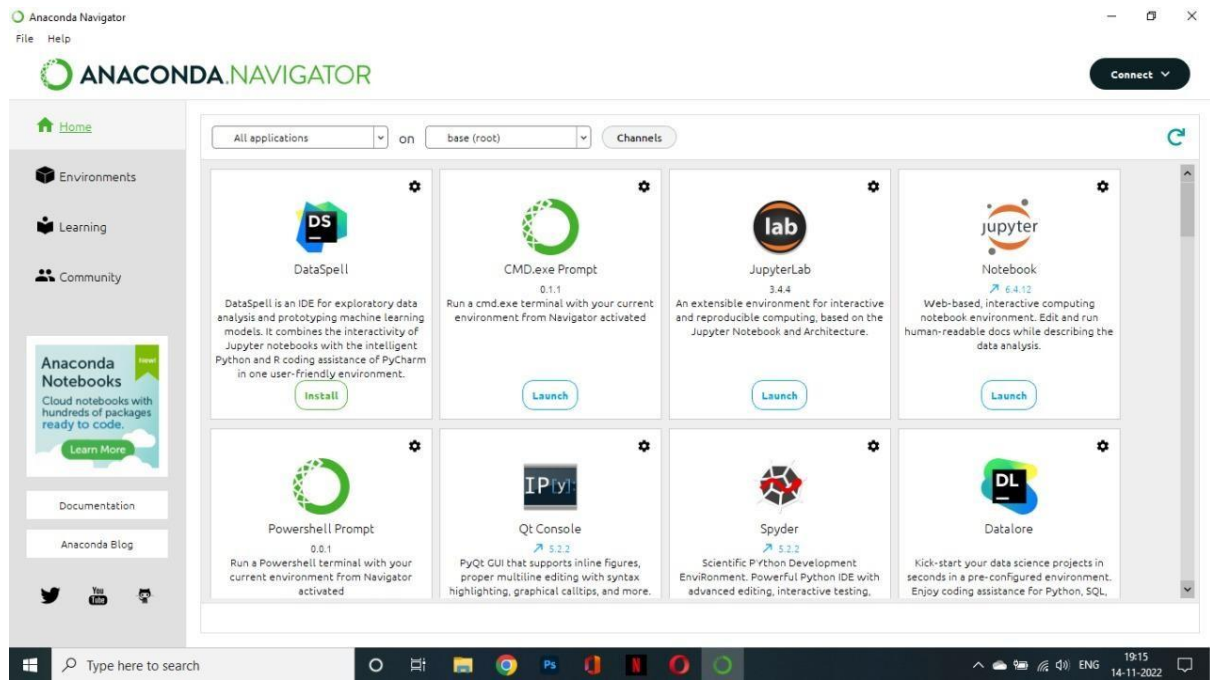 Anaconda Navigator
File Help
ANACONDA.NAVIGATOR
Connect
Home
All applications on base (root) Channels
Environments
Learning
Community
DS
DataSpell
DataSpell is an IDE for exploratory data
analysis and prototyping machine learning
models. It combines the interactivity of
Jupyter notebooks with the intelligent
Python and R coding assistance of PyCharm
in one user-friendly environment.
Install
CMD.exe Prompt
0.1.1
Run a cmd.exe terminal with your current
environment from Navigator activated
Launch
lab
JupyterLab
3.4.4
An extensible environment for interactive
and reproducible computing, based on the
Jupyter Notebook and Architecture.
Launch
jupyter
Notebook
6.4.12
Web-based, interactive computing
notebook environment. Edit and run
human-readable docs while describing the
data analysis.
Launch
Anaconda
Notebooks
New!
Cloud notebooks with
hundreds of packages
ready to code.
Learn More
Documentation
Anaconda Blog
You
Tube
Powershell Prompt
0.0.1
Run a Powershell terminal with your
current environment from Navigator
activated
IP[y]:
Qt Console
5.2.2
PyQt GUI that supports inline figures,
proper multiline editing with syntax
highlighting, graphical calltips, and more.
Spyder
5.2.2
Scientific PYthon Development
EnviRonment. Powerful Python IDE with
advanced editing, interactive testing,
DL
Datalore
Kick-start your data science projects in
seconds in a pre-configured environment.
Enjoy coding assistance for Python, SQL,
Type here to search
Ps
N
ENG
19:15
14-11-2022